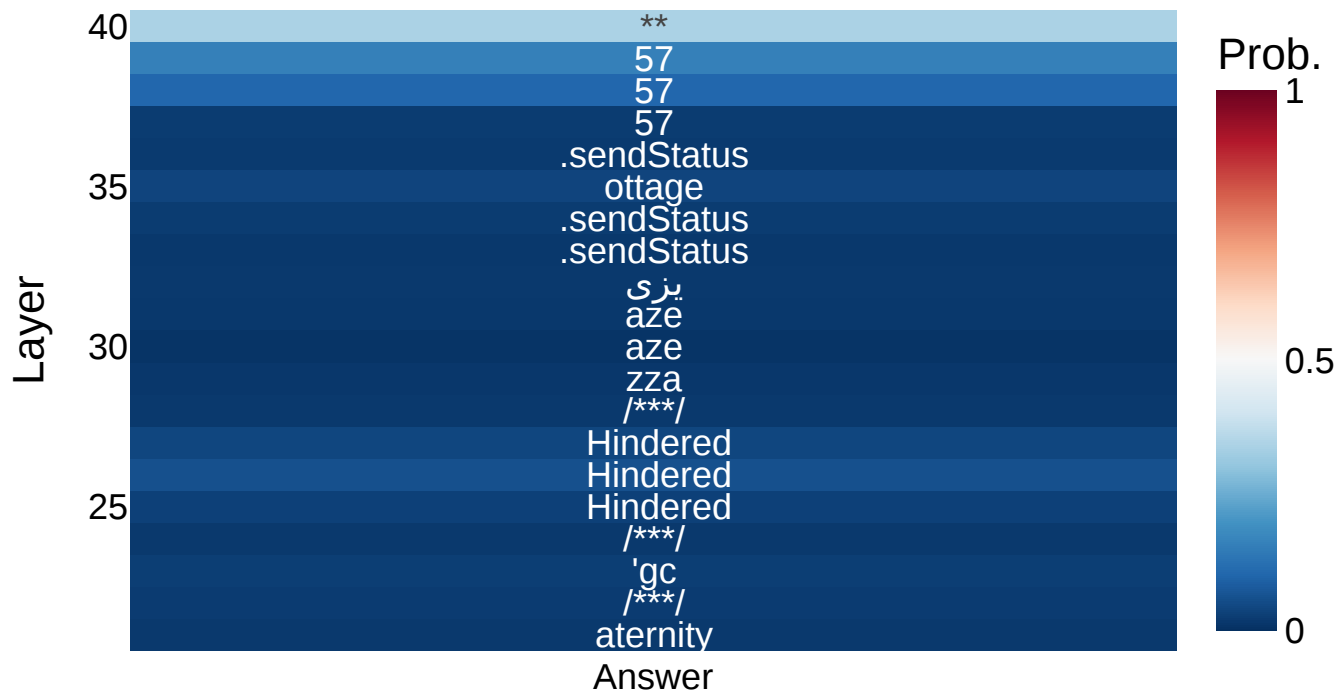 40
**
57
57
57
.sendStatus
35
ottage
.sendStatus
.sendStatus
یزی
aze
30
aze
zza
/***/
Hindered
Hindered
25
Hindered
/***/
'gc
/***/
aternity
Answer
Layer
Prob.
1
0.5
0